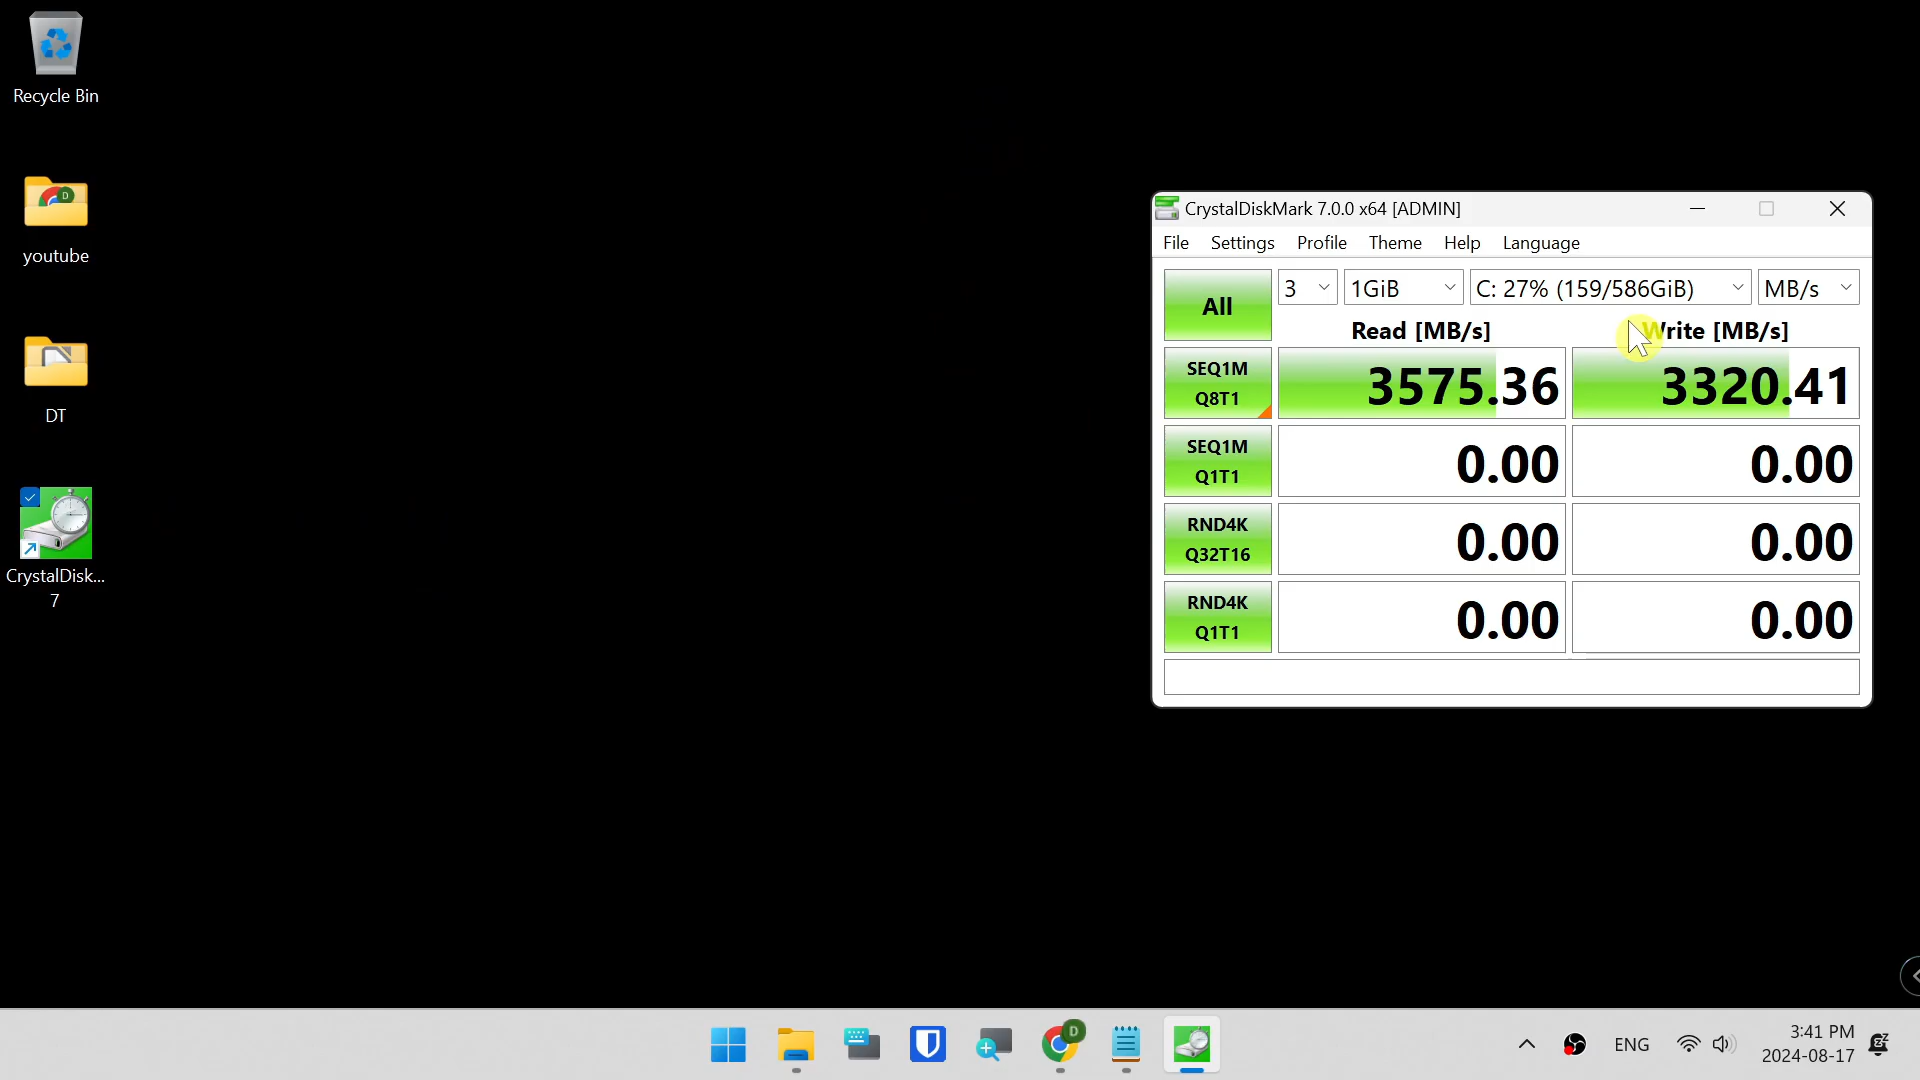 Recycle Bin
youtube
DT
CrystalDisk...
7
CrystalDiskMark 7.0.0 x64 [ADMIN]
File Settings Profile Theme Help Language
All 3 1GiB C: 27% (159/586GiB) MB/s
Read [MB/s] Write [MB/s]
SEQ1M
Q8T1 3575.36 3320.41
SEQ1M
Q1T1 0.00 0.00
RND4K
Q32T16 0.00 0.00
RND4K
Q1T1 0.00 0.00
D
D
ENG
3:41 PM
2024-08-17